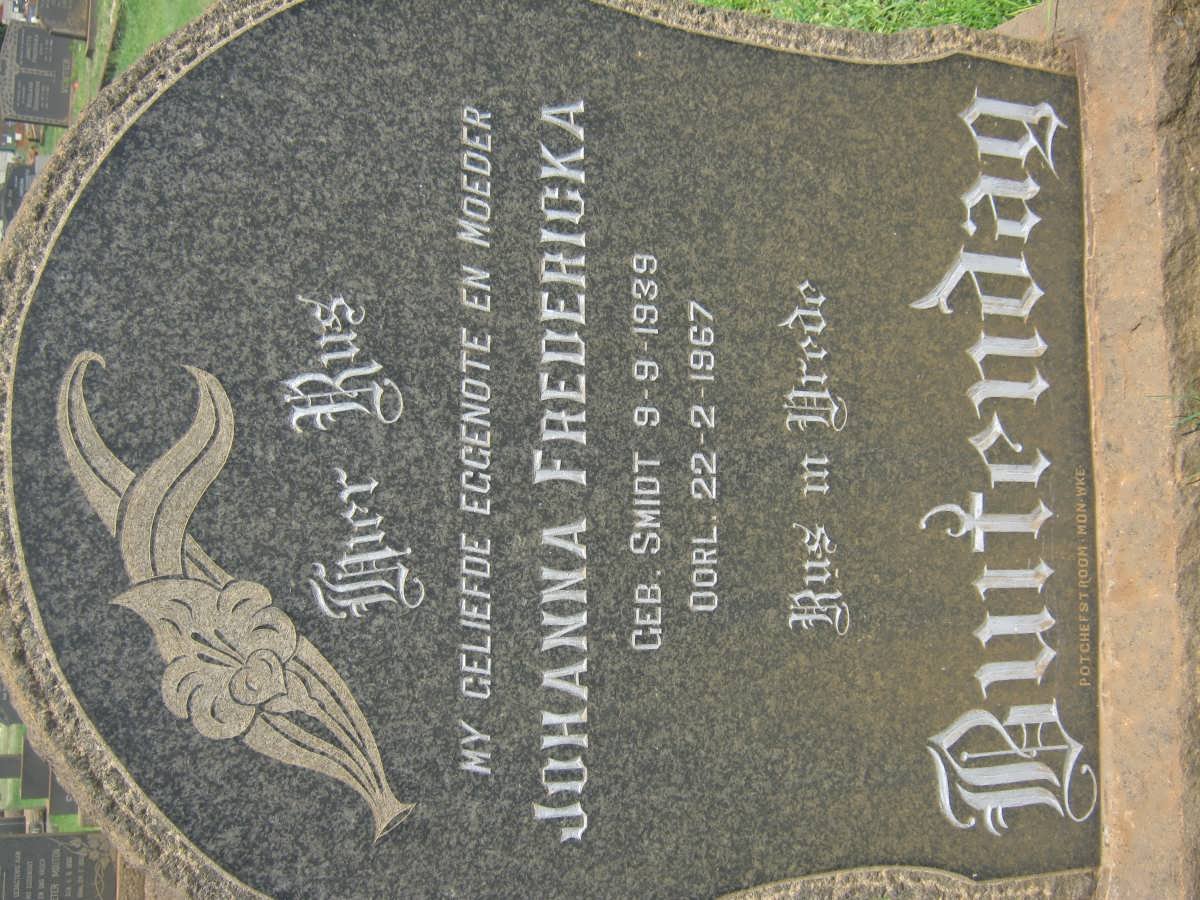 Hier Rus
MY GELIEFDE EGGENOTE EN MOEDER
JOHANNA FREDERICKA
GEB. SMIDT 9-9-1939
OORL. 22-2-1967
Rus in Vrede
Buitendag
POTCHEFSTROOM MON-WKE